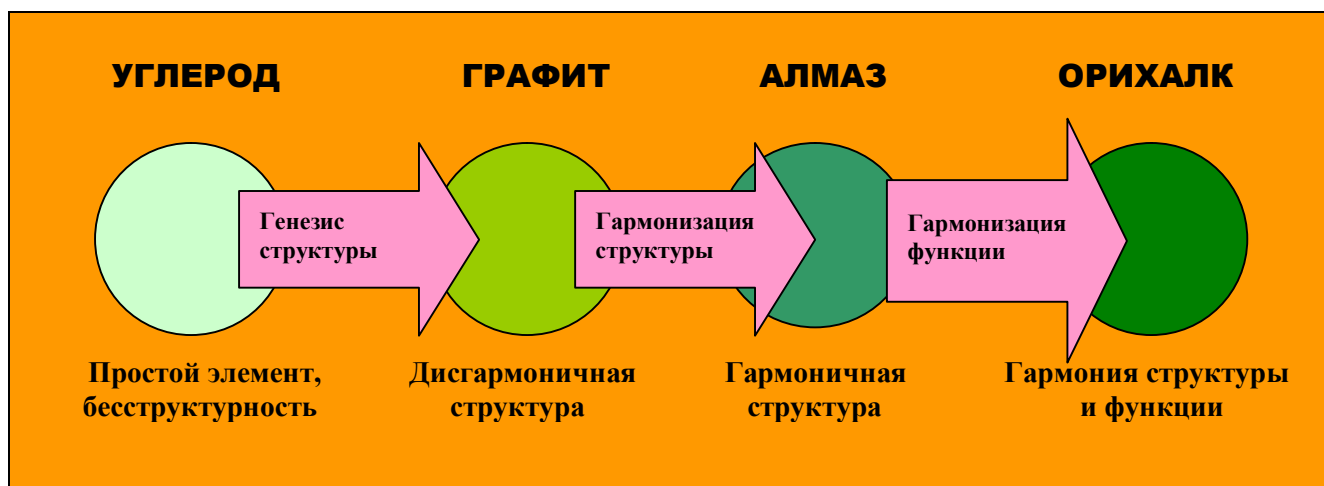 УГЛЕРОД
ГРАФИТ
АЛМАЗ
ОРИХАЛК
Генезис
структуры
Гармонизация
структуры
Гармонизация
функции
Простой элемент,
бесструктурность
Дисгармоничная
структура
Гармоничная
структура
Гармония структуры
и функции